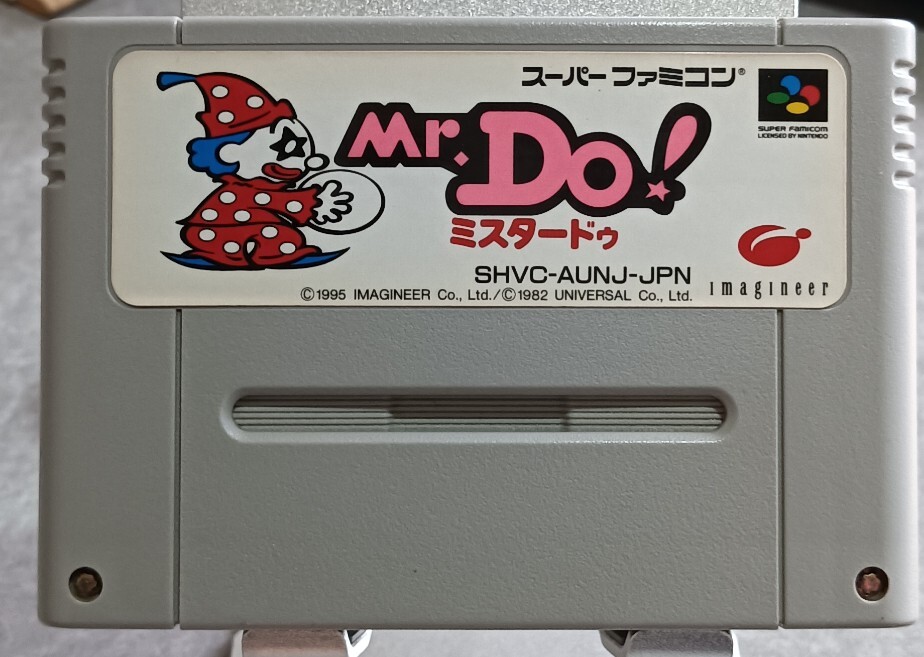 スーパーファミコン®
SUPER FAMICOM
LICENSED BY NINTENDO
Mr. Do!
ミスタードゥ
SHVC-AUNJ-JPN
©1995 IMAGINEER Co., Ltd./©1982 UNIVERSAL Co., Ltd.
imagineer